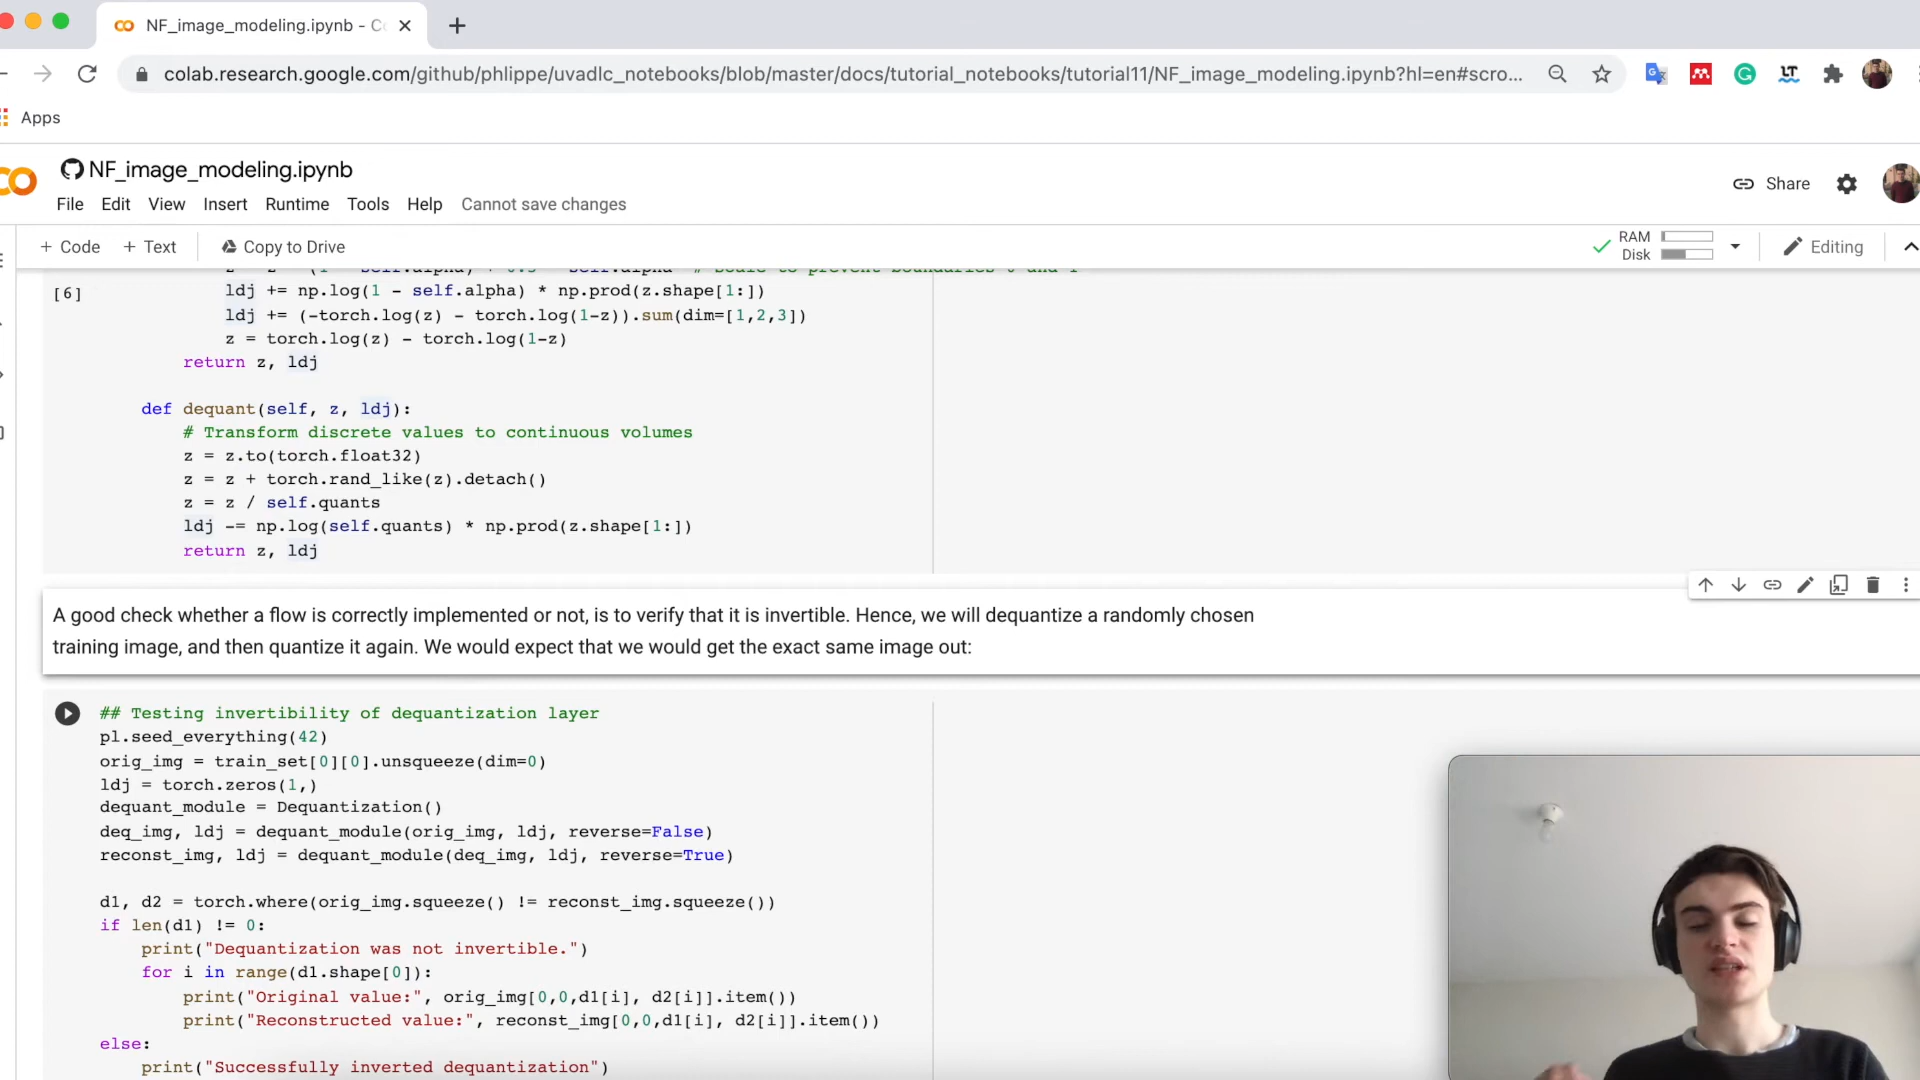 NF_image_modeling.ipynb - Co
colab.research.google.com/github/phlippe/uvadlc_notebooks/blob/master/docs/tutorial_notebooks/tutorial11/NF_image_modeling.ipynb?hl=en#scro...
Apps
NF_image_modeling.ipynb
Share
File Edit View Insert Runtime Tools Help Cannot save changes
+ Code + Text Copy to Drive
RAM
Disk
Editing
[6]
ldj += np.log(1 - self.alpha) * np.prod(z.shape[1:])
ldj += (-torch.log(z) - torch.log(1-z)).sum(dim=[1,2,3])
z = torch.log(z) - torch.log(1-z)
return z, ldj
def dequant(self, z, ldj):
# Transform discrete values to continuous volumes
z = z.to(torch.float32)
z = z + torch.rand_like(z).detach()
z = z / self.quants
ldj -= np.log(self.quants) * np.prod(z.shape[1:])
return z, ldj
A good check whether a flow is correctly implemented or not, is to verify that it is invertible. Hence, we will dequantize a randomly chosen
training image, and then quantize it again. We would expect that we would get the exact same image out:
## Testing invertibility of dequantization layer
pl.seed_everything(42)
orig_img = train_set[0][0].unsqueeze(dim=0)
ldj = torch.zeros(1,)
dequant_module = Dequantization()
deq_img, ldj = dequant_module(orig_img, ldj, reverse=False)
reconst_img, ldj = dequant_module(deq_img, ldj, reverse=True)
d1, d2 = torch.where(orig_img.squeeze() != reconst_img.squeeze())
if len(d1) != 0:
print("Dequantization was not invertible.")
for i in range(d1.shape[0]):
print("Original value:", orig_img[0,0,d1[i], d2[i]].item())
print("Reconstructed value:", reconst_img[0,0,d1[i], d2[i]].item())
else:
print("Successfully inverted dequantization")